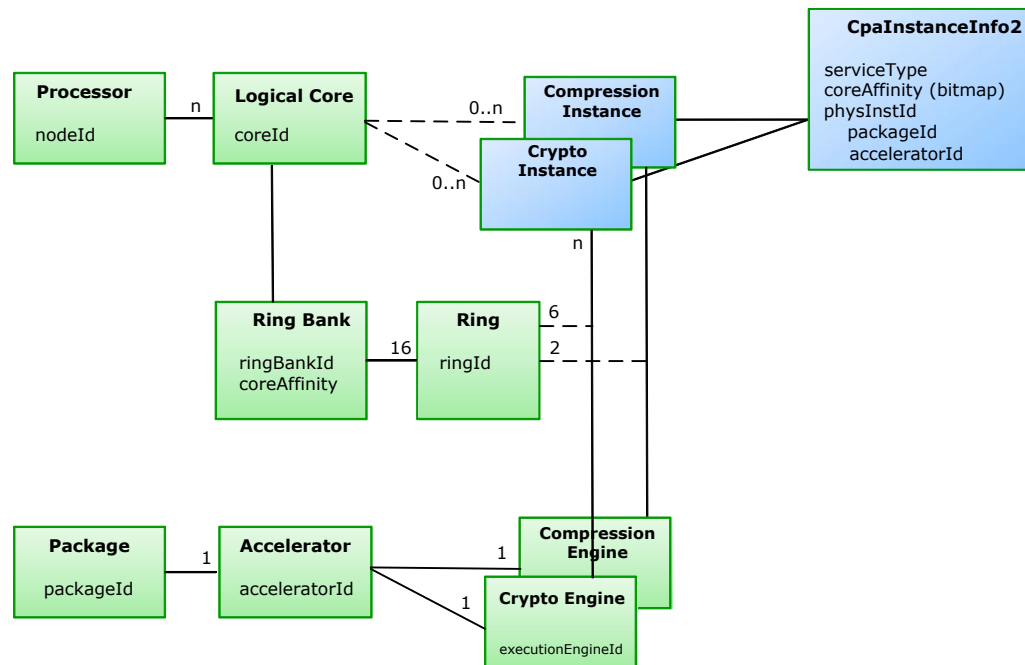 CpaInstanceInfo2
serviceType
coreAffinity (bitmap)
physInstId
packageId
acceleratorId
Processor
nodeId
n
Logical Core
coreId
0..n
0..n
Compression
Instance
Crypto
Instance
n
Ring Bank
ringBankId
coreAffinity
16
Ring
ringId
6
2
Package
packageId
1
Accelerator
acceleratorId
1
1
Compression
Engine
Crypto Engine
executionEngineId